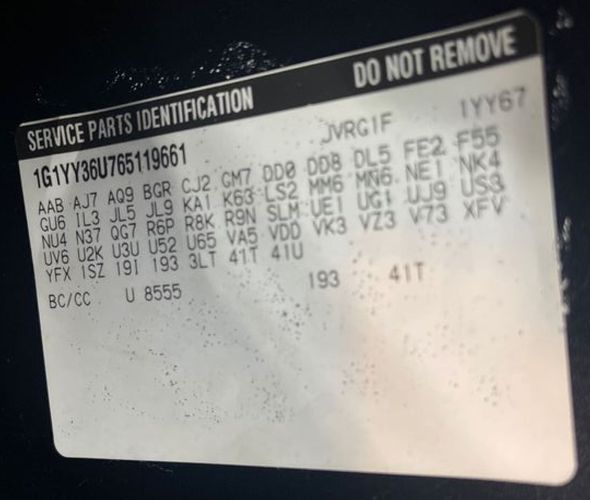 SERVICE PARTS IDENTIFICATION DO NOT REMOVE
1G1YY36U765119661 JVRG1F 1YY67
AAB AJ7 AQ9 BGR CJ2 CM7 DD0 DD8 DL5 FE2 F55
GU6 IL3 JL5 JL9 KA1 K63 LS2 MM6 MN6 NE1 NK4
NU4 N37 QG7 R6P R8K R9N SLM UE1 UG1 UJ9 US3
UV6 U2K U3U U52 U65 VA5 VDD VK3 VZ3 V73 XFV
YFX 1SZ 19I 193 3LT 41T 41U
BC/CC U 8555 193 41T